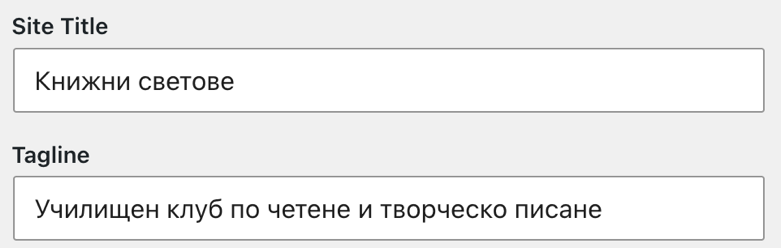 Site Title
Книжни светове
Tagline
Училищен клуб по четене и творческо писане